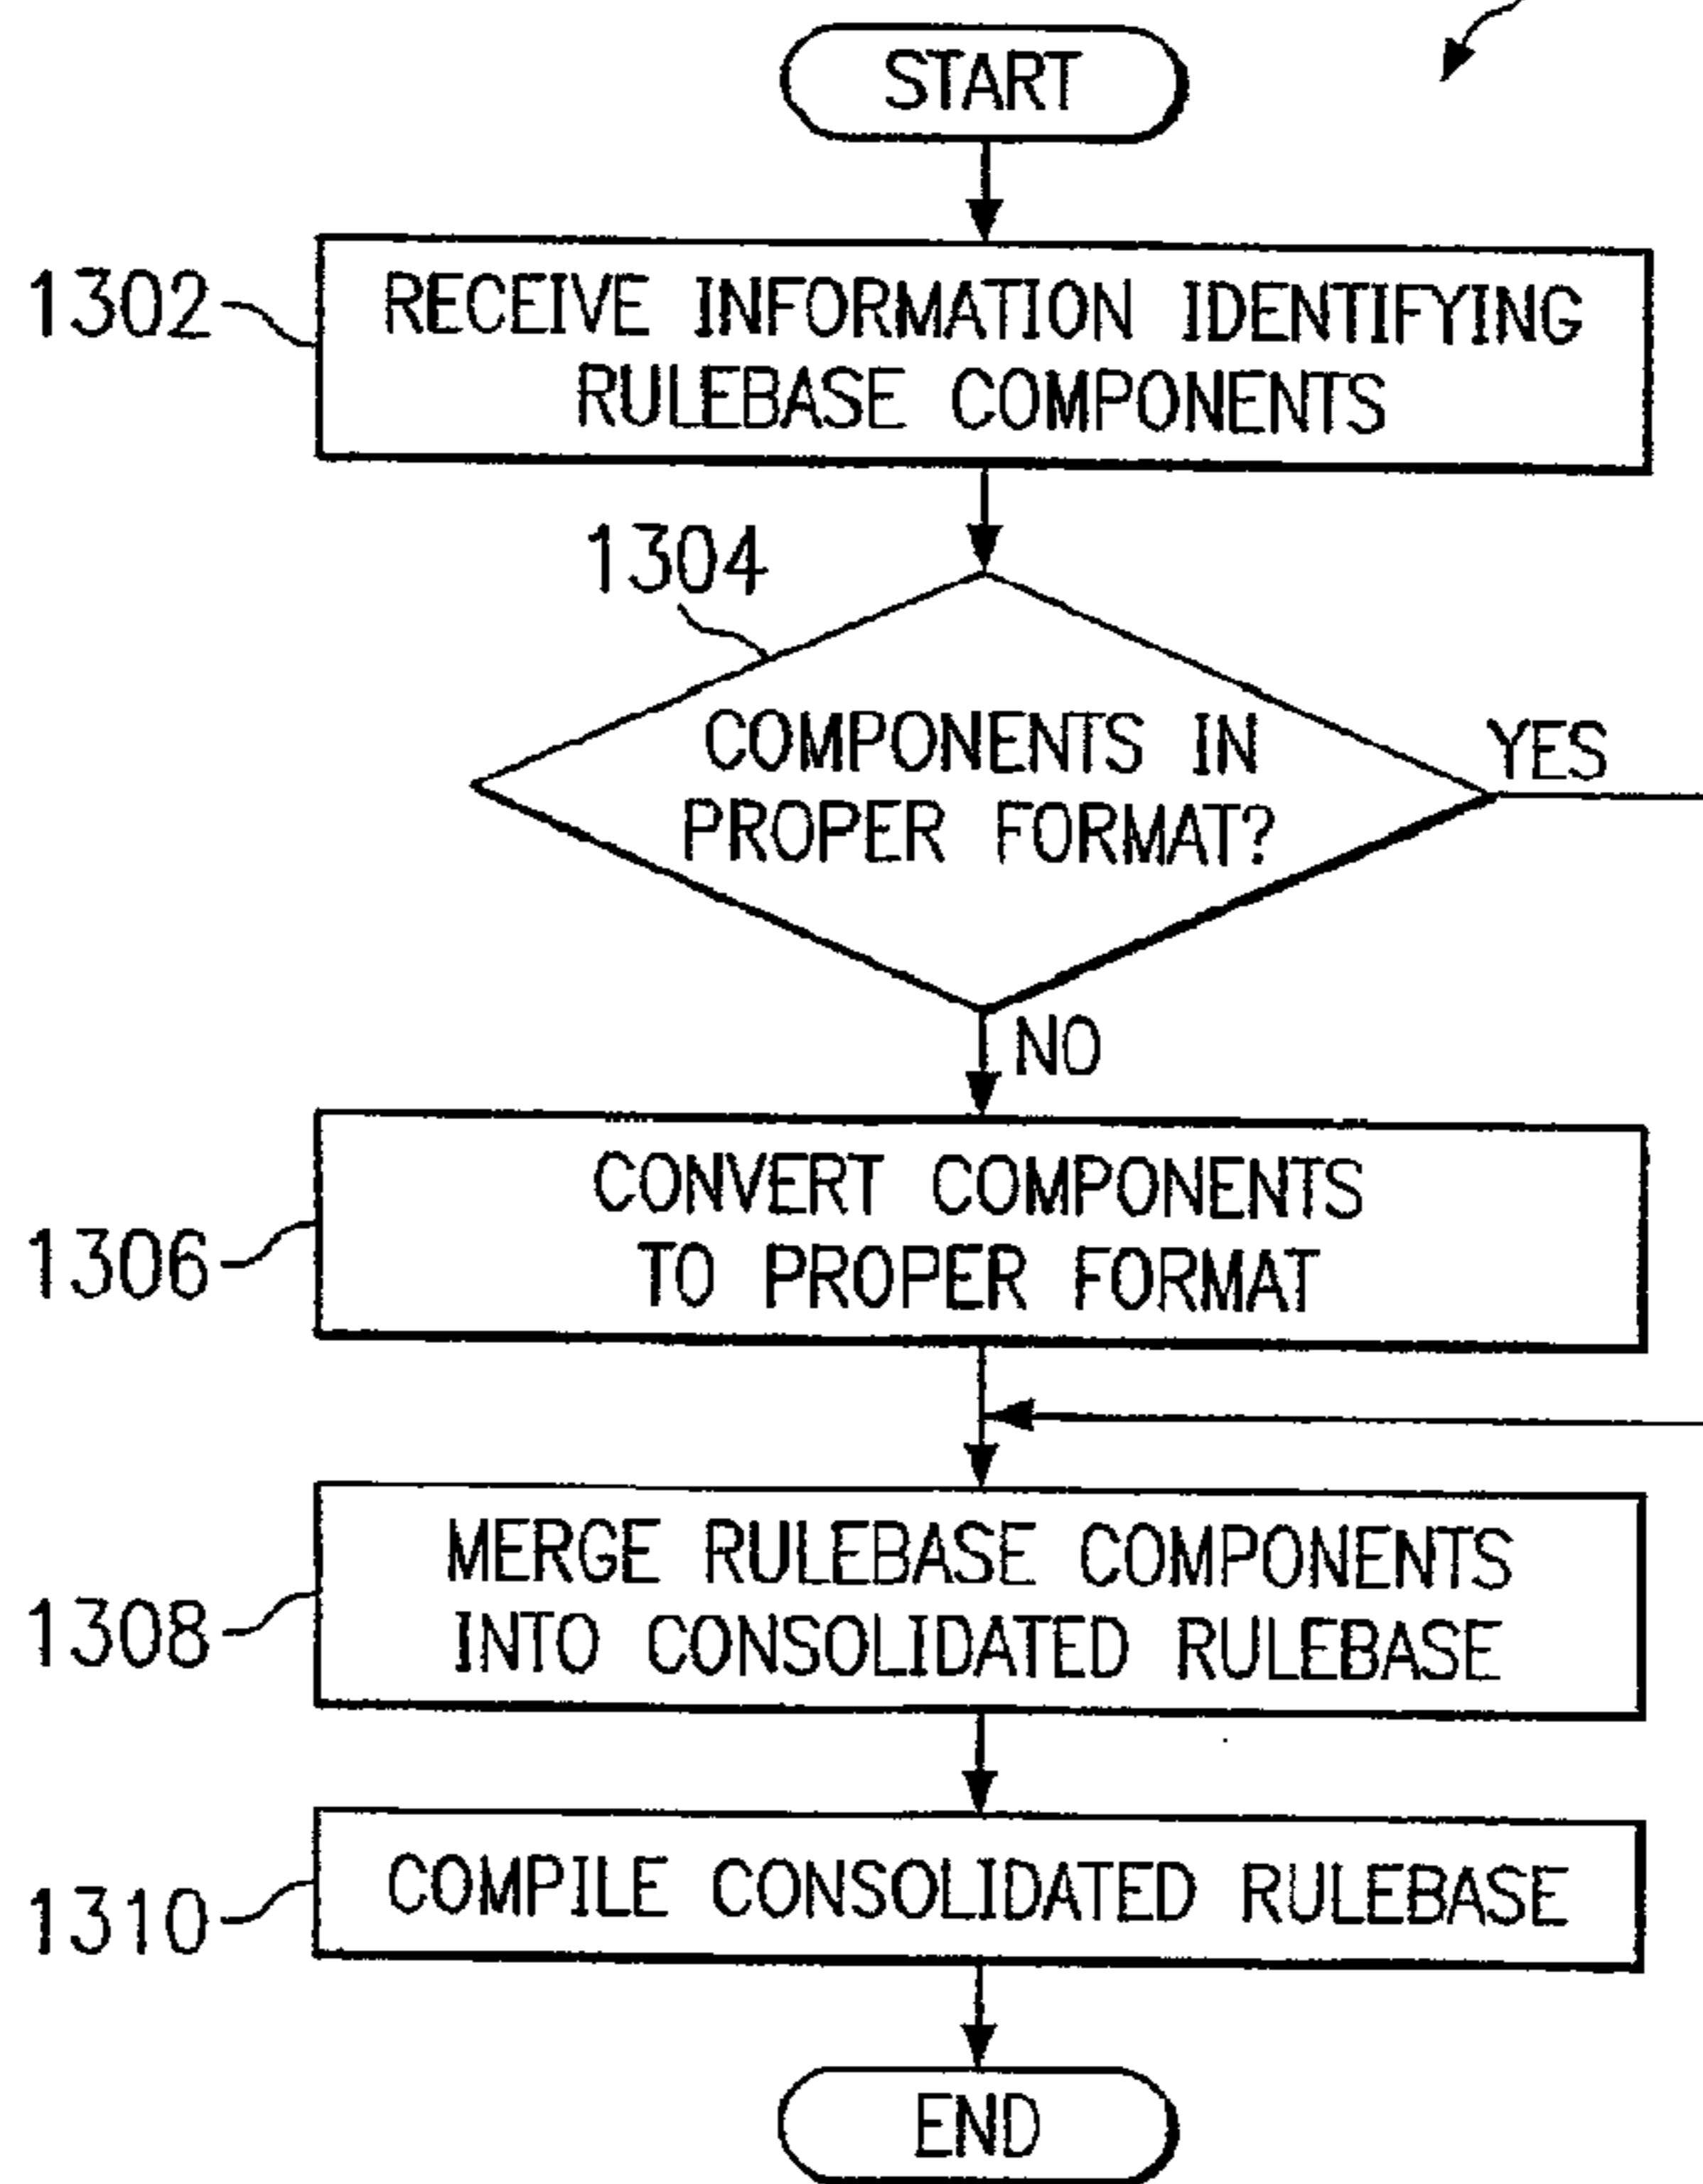 START
1302
RECEIVE INFORMATION IDENTIFYING
RULEBASE COMPONENTS
1304
COMPONENTS IN
PROPER FORMAT?
YES
NO
1306
CONVERT COMPONENTS
TO PROPER FORMAT
1308
MERGE RULEBASE COMPONENTS
INTO CONSOLIDATED RULEBASE
1310
COMPILE CONSOLIDATED RULEBASE
END